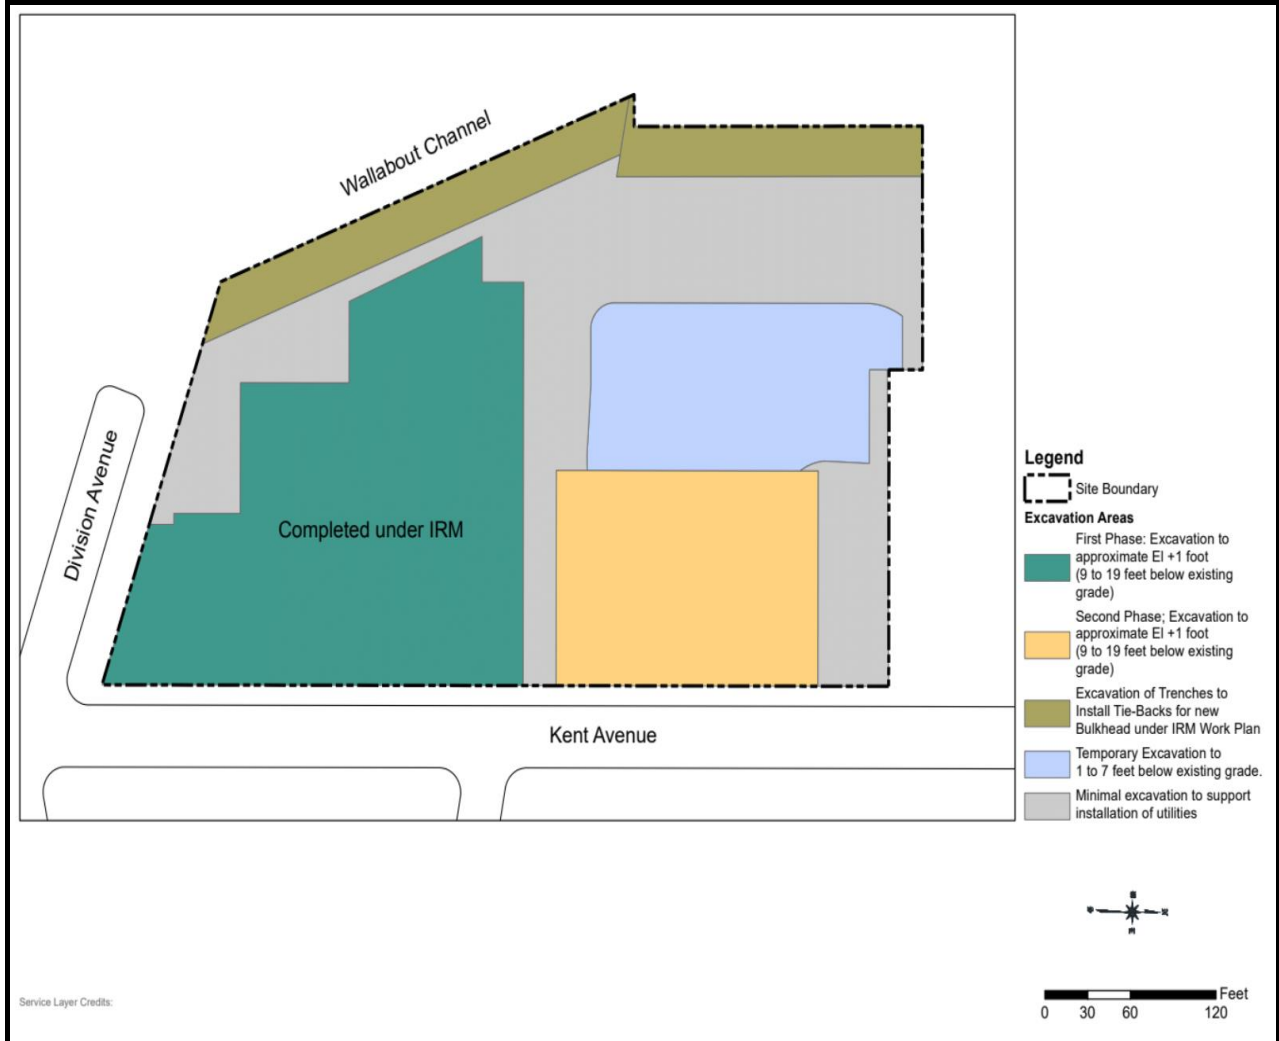 Wallabout Channel
Division Avenue
Completed under IRM
Kent Avenue
Legend
Site Boundary
Excavation Areas
First Phase: Excavation to
approximate El +1 foot
(9 to 19 feet below existing
grade)
Second Phase; Excavation to
approximate El +1 foot
(9 to 19 feet below existing
grade)
Excavation of Trenches to
Install Tie-Backs for new
Bulkhead under IRM Work Plan
Temporary Excavation to
1 to 7 feet below existing grade.
Minimal excavation to support
installation of utilities
Feet
0 30 60 120
Service Layer Credits: